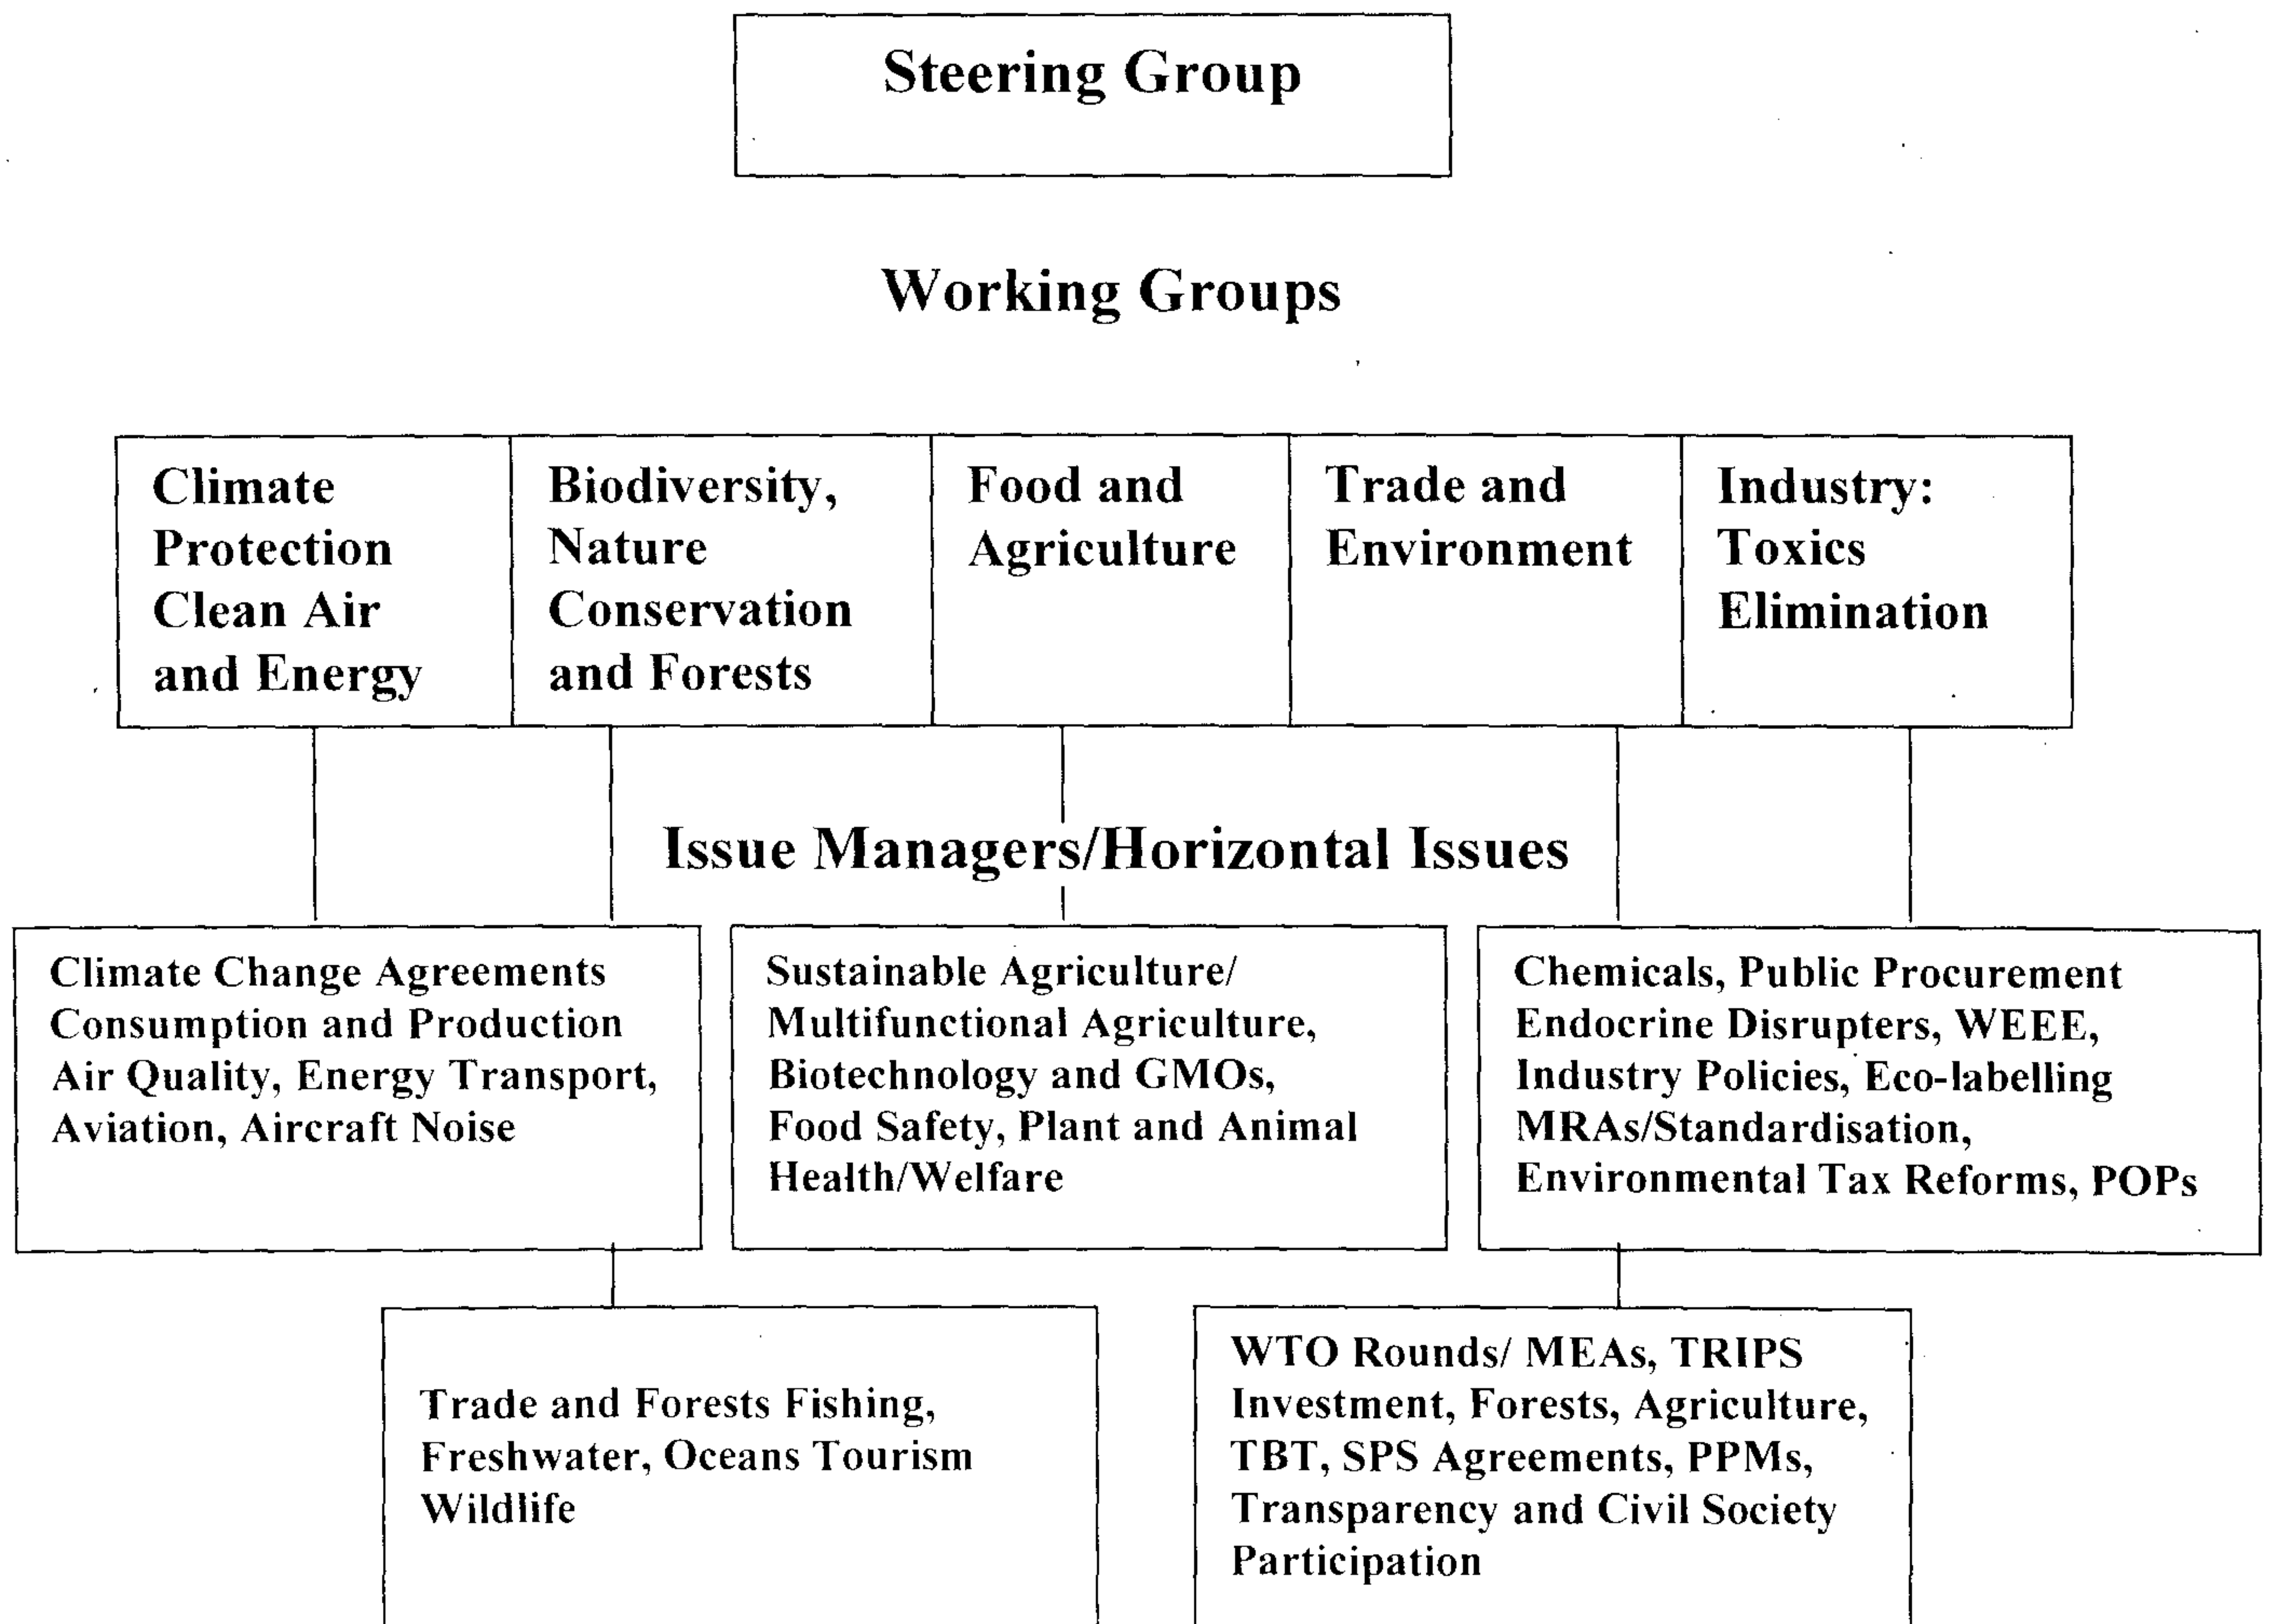 Steering Group
Working Groups
Climate
Protection
Clean Air
and Energy
Biodiversity,
Nature
Conservation
and Forests
Food and
Agriculture
Trade and
Environment
Industry:
Toxics
Elimination
Issue Managers/Horizontal Issues
Climate Change Agreements
Consumption and Production
Air Quality, Energy Transport,
Aviation, Aircraft Noise
Sustainable Agriculture/
Multifunctional Agriculture,
Biotechnology and GMOs,
Food Safety, Plant and Animal
Health/Welfare
Chemicals, Public Procurement
Endocrine Disrupters, WEEE,
Industry Policies, Eco-labelling
MRAs/Standardisation,
Environmental Tax Reforms, POPs
Trade and Forests Fishing,
Freshwater, Oceans Tourism
Wildlife
WTO Rounds/ MEAs, TRIPS
Investment, Forests, Agriculture,
TBT, SPS Agreements, PPMs,
Transparency and Civil Society
Participation